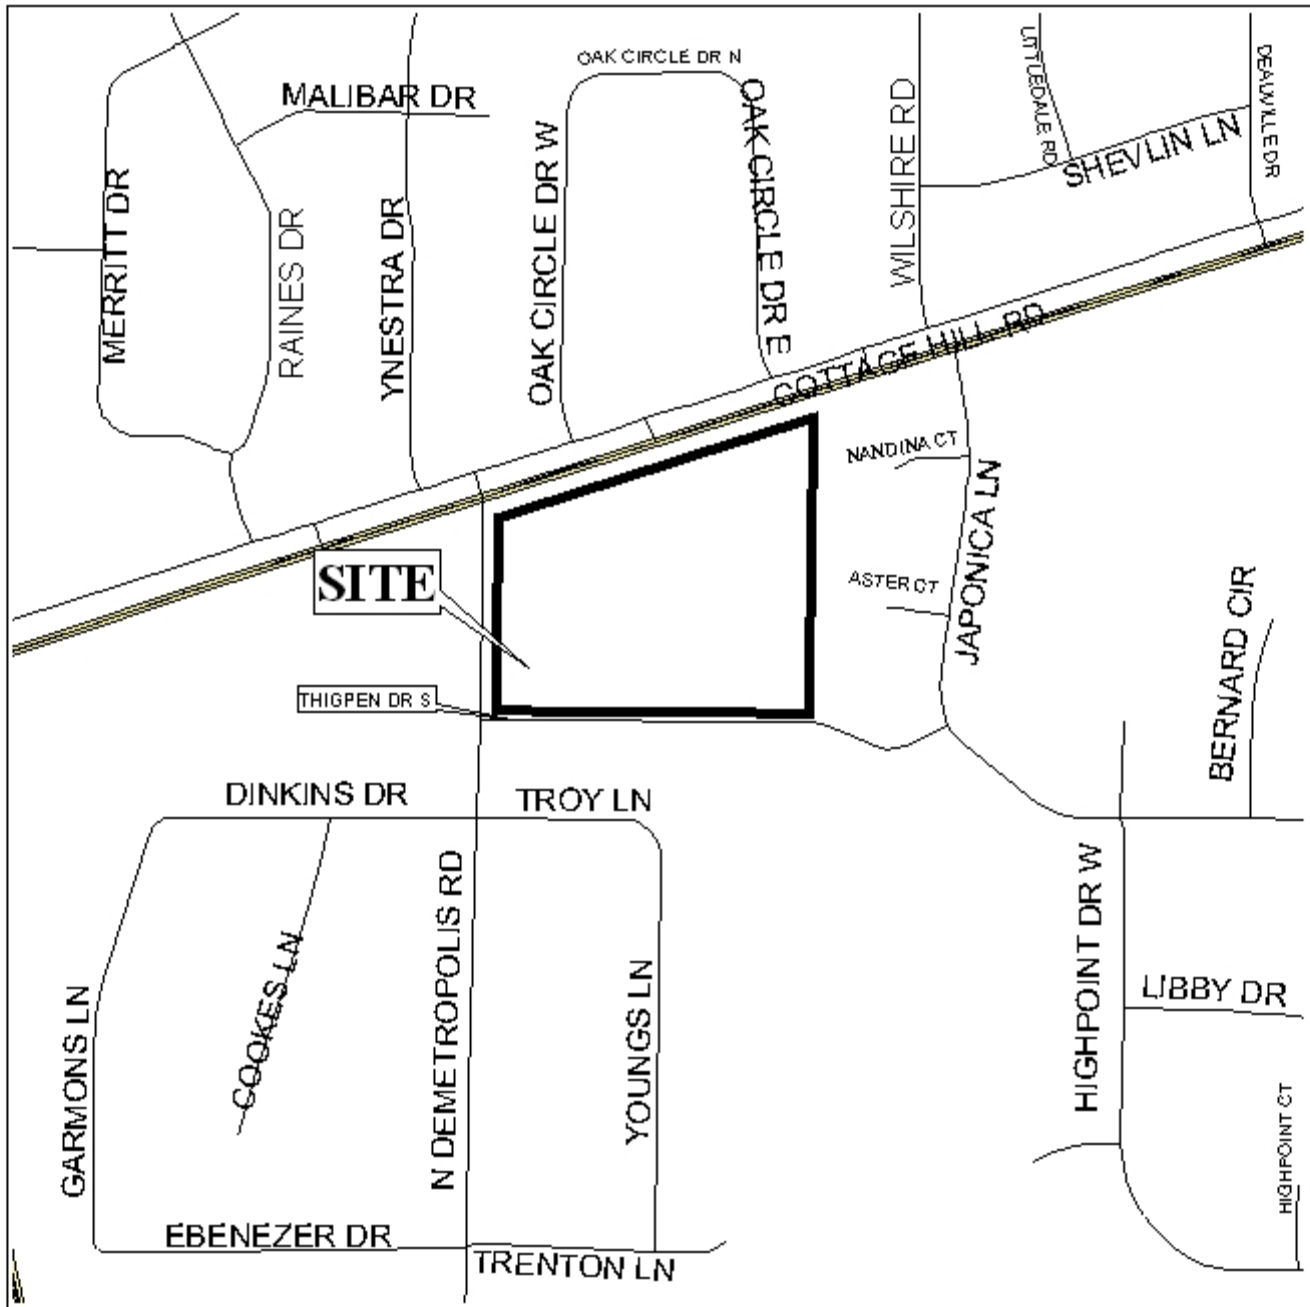 OAK CIRCLE DR N
LITTLEDALE RD
DEAUVILLE DR
MALIBAR DR
OAK CIRCLE DR W
OAK CIRCLE DR E
WILSHIRE RD
SHEVLIN LN
MERRITT DR
RAINES DR
YNESTRA DR
COTTAGE HILL RD
NANDINA CT
JAPONICA LN
SITE
ASTER CT
BERNARD CIR
THIGPEN DR S
DINKINS DR
TROY LN
HIGHPOINT DR W
N DEMETROPOLIS RD
COOKES LN
YOUNGS LN
GARMONS LN
LIBBY DR
HIGHPOINT CT
EBENEZER DR
TRENTON LN